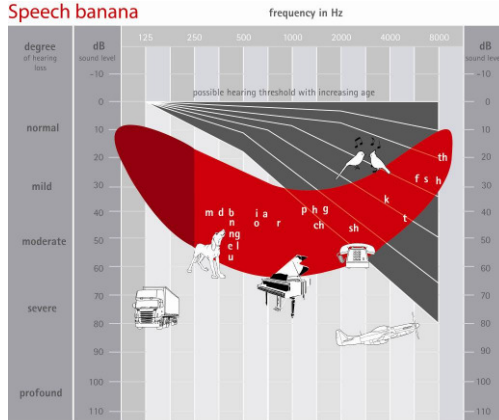 Speech banana
frequency in Hz
degree
of hearing
loss
dB
sound level
125
250
500
1000
2000
4000
8000
dB
sound level
-10
-10
possible hearing threshold with increasing age
0
0
normal
10
10
20
20
th
mild
30
30
f s h
k
40
40
m d b
i a
p h g
t
n
o
r
ch
sh
moderate
50
50
ng
e l
u
60
60
severe
70
70
80
80
90
90
profound
100
100
110
110